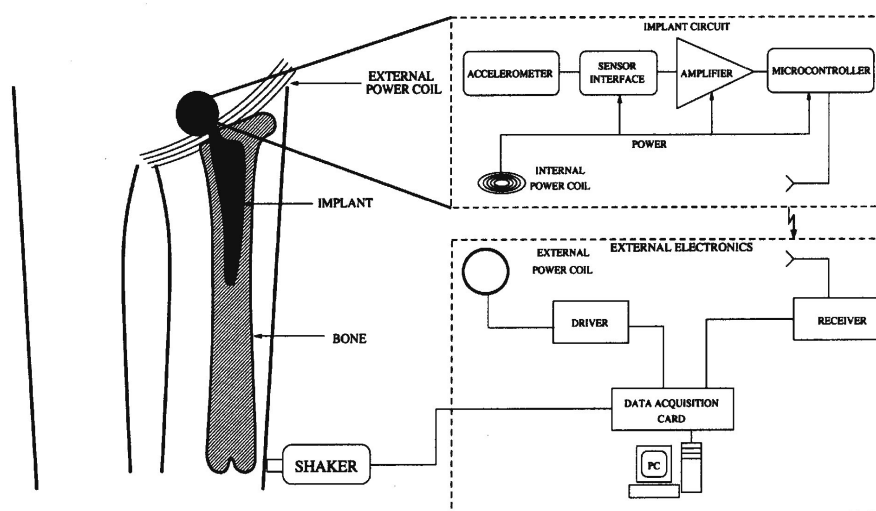 EXTERNAL
POWER COIL
IMPLANT
BONE
SHAKER
IMPLANT CIRCUIT
ACCELEROMETER
SENSOR
INTERFACE
AMPLIFIER
MICROCONTROLLER
POWER
INTERNAL
POWER COIL
EXTERNAL ELECTRONICS
EXTERNAL
POWER COIL
DRIVER
RECEIVER
DATA ACQUISITION
CARD
PC